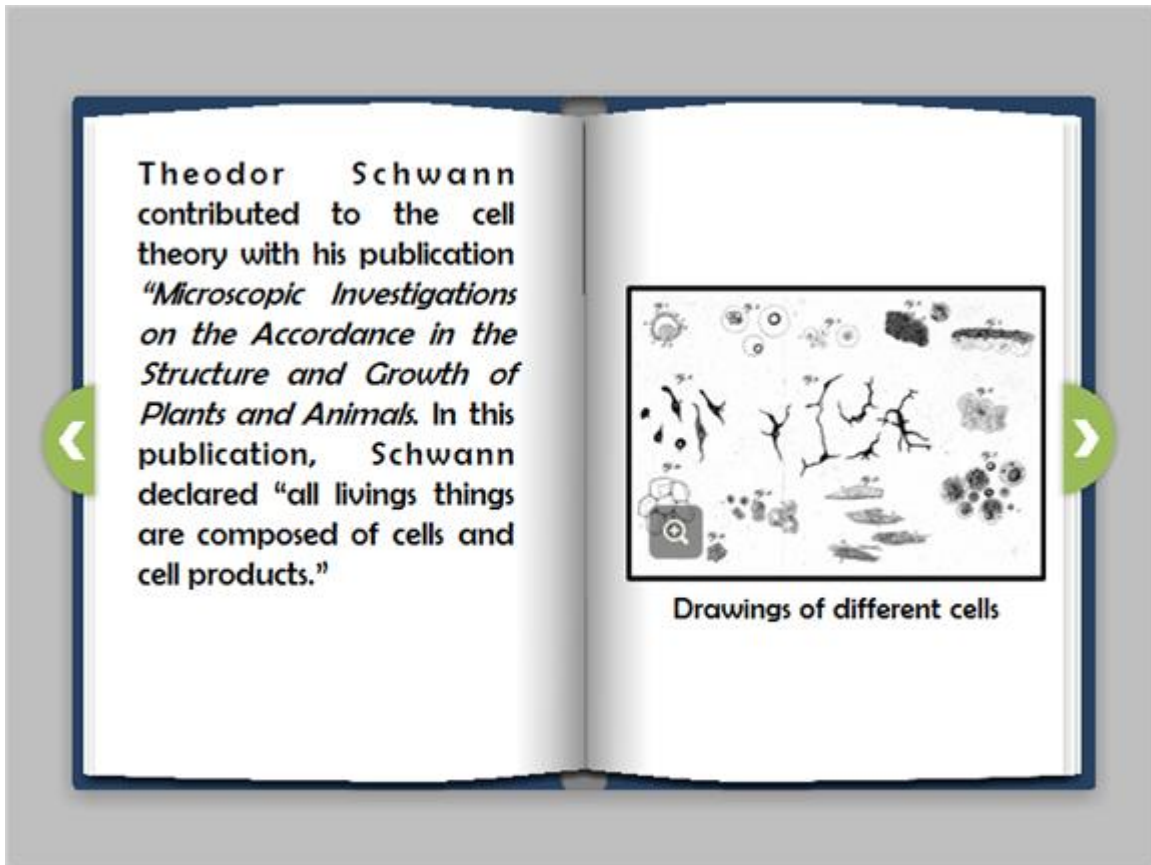 Theodor Schwann
contributed to the cell
theory with his publication
“Microscopic Investigations
on the Accordance in the
Structure and Growth of
Plants and Animals. In this
publication, Schwann
declared “all livings things
are composed of cells and
cell products.”
Drawings of different cells